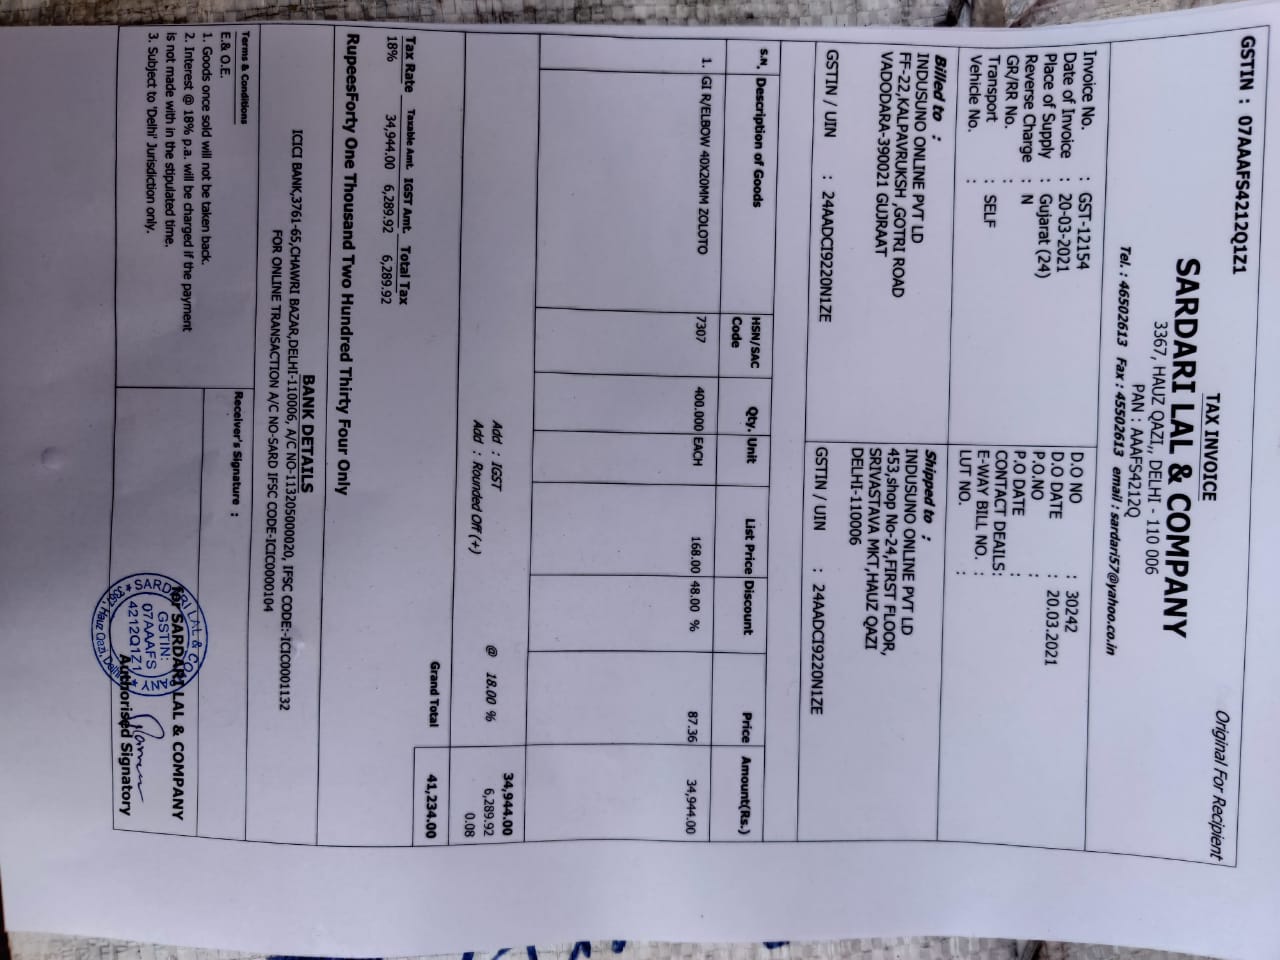 GSTIN : 07AAAFS4212Q1Z1
Original For Recipient
TAX INVOICE
SARDARI LAL & COMPANY
3367, HAUZ QAZI,, DELHI - 110 006
PAN : AAAFS4212Q
Tel. : 46502613 Fax : 45502613 email : sardari57@yahoo.co.in
Invoice No. : GST-12154
Date of Invoice : 20-03-2021
Place of Supply : Gujarat (24)
Reverse Charge : N
GR/RR No. :
Transport : SELF
Vehicle No. :
D.O NO : 30242
D.O DATE : 20.03.2021
P.O.NO :
P.O DATE :
CONTACT DEAILS:
E-WAY BILL NO. :
LUT NO. :
Billed to :
INDUSUNO ONLINE PVT LD
FF-22,KALPAVRUKSH ,GOTRI ROAD
VADODARA-390021 GUJRAAT
GSTIN / UIN : 24AADCI9220N1ZE
Shipped to :
INDUSUNO ONLINE PVT LD
453,shop No-24,FIRST FLOOR,
SRIVASTAVA MKT,HAUZ QAZI
DELHI-110006
GSTIN / UIN : 24AADCI9220N1ZE
S.N. Description of Goods HSN/SAC Code Qty. Unit List Price Discount Price Amount(Rs.)
1. GI R/ELBOW 40X20MM ZOLOTO 7307 400.000 EACH 168.00 48.00 % 87.36 34,944.00
34,944.00
Add : IGST @ 18.00 % 6,289.92
Add : Rounded Off (+) 0.08
Grand Total 41,234.00
Tax Rate Taxable Amt. IGST Amt. Total Tax
18% 34,944.00 6,289.92 6,289.92
RupeesForty One Thousand Two Hundred Thirty Four Only
BANK DETAILS
ICICI BANK,3761-65,CHAWRI BAZAR,DELHI-110006, A/C NO-113205000020, IFSC CODE:-ICIC0001132
FOR ONLINE TRANSACTION A/C NO-SARD IFSC CODE-ICIC0000104
Terms & Conditions
E.& O.E.
1. Goods once sold will not be taken back.
2. Interest @ 18% p.a. will be charged if the payment
is not made with in the stipulated time.
3. Subject to 'Delhi' Jurisdiction only.
Receiver's Signature :
for SARDARI LAL & COMPANY
Authorised Signatory
SARDARI LAL & COMPANY
GSTIN:
07AAAFS
4212Q1Z1
3367, Hauz Qazi, Delhi